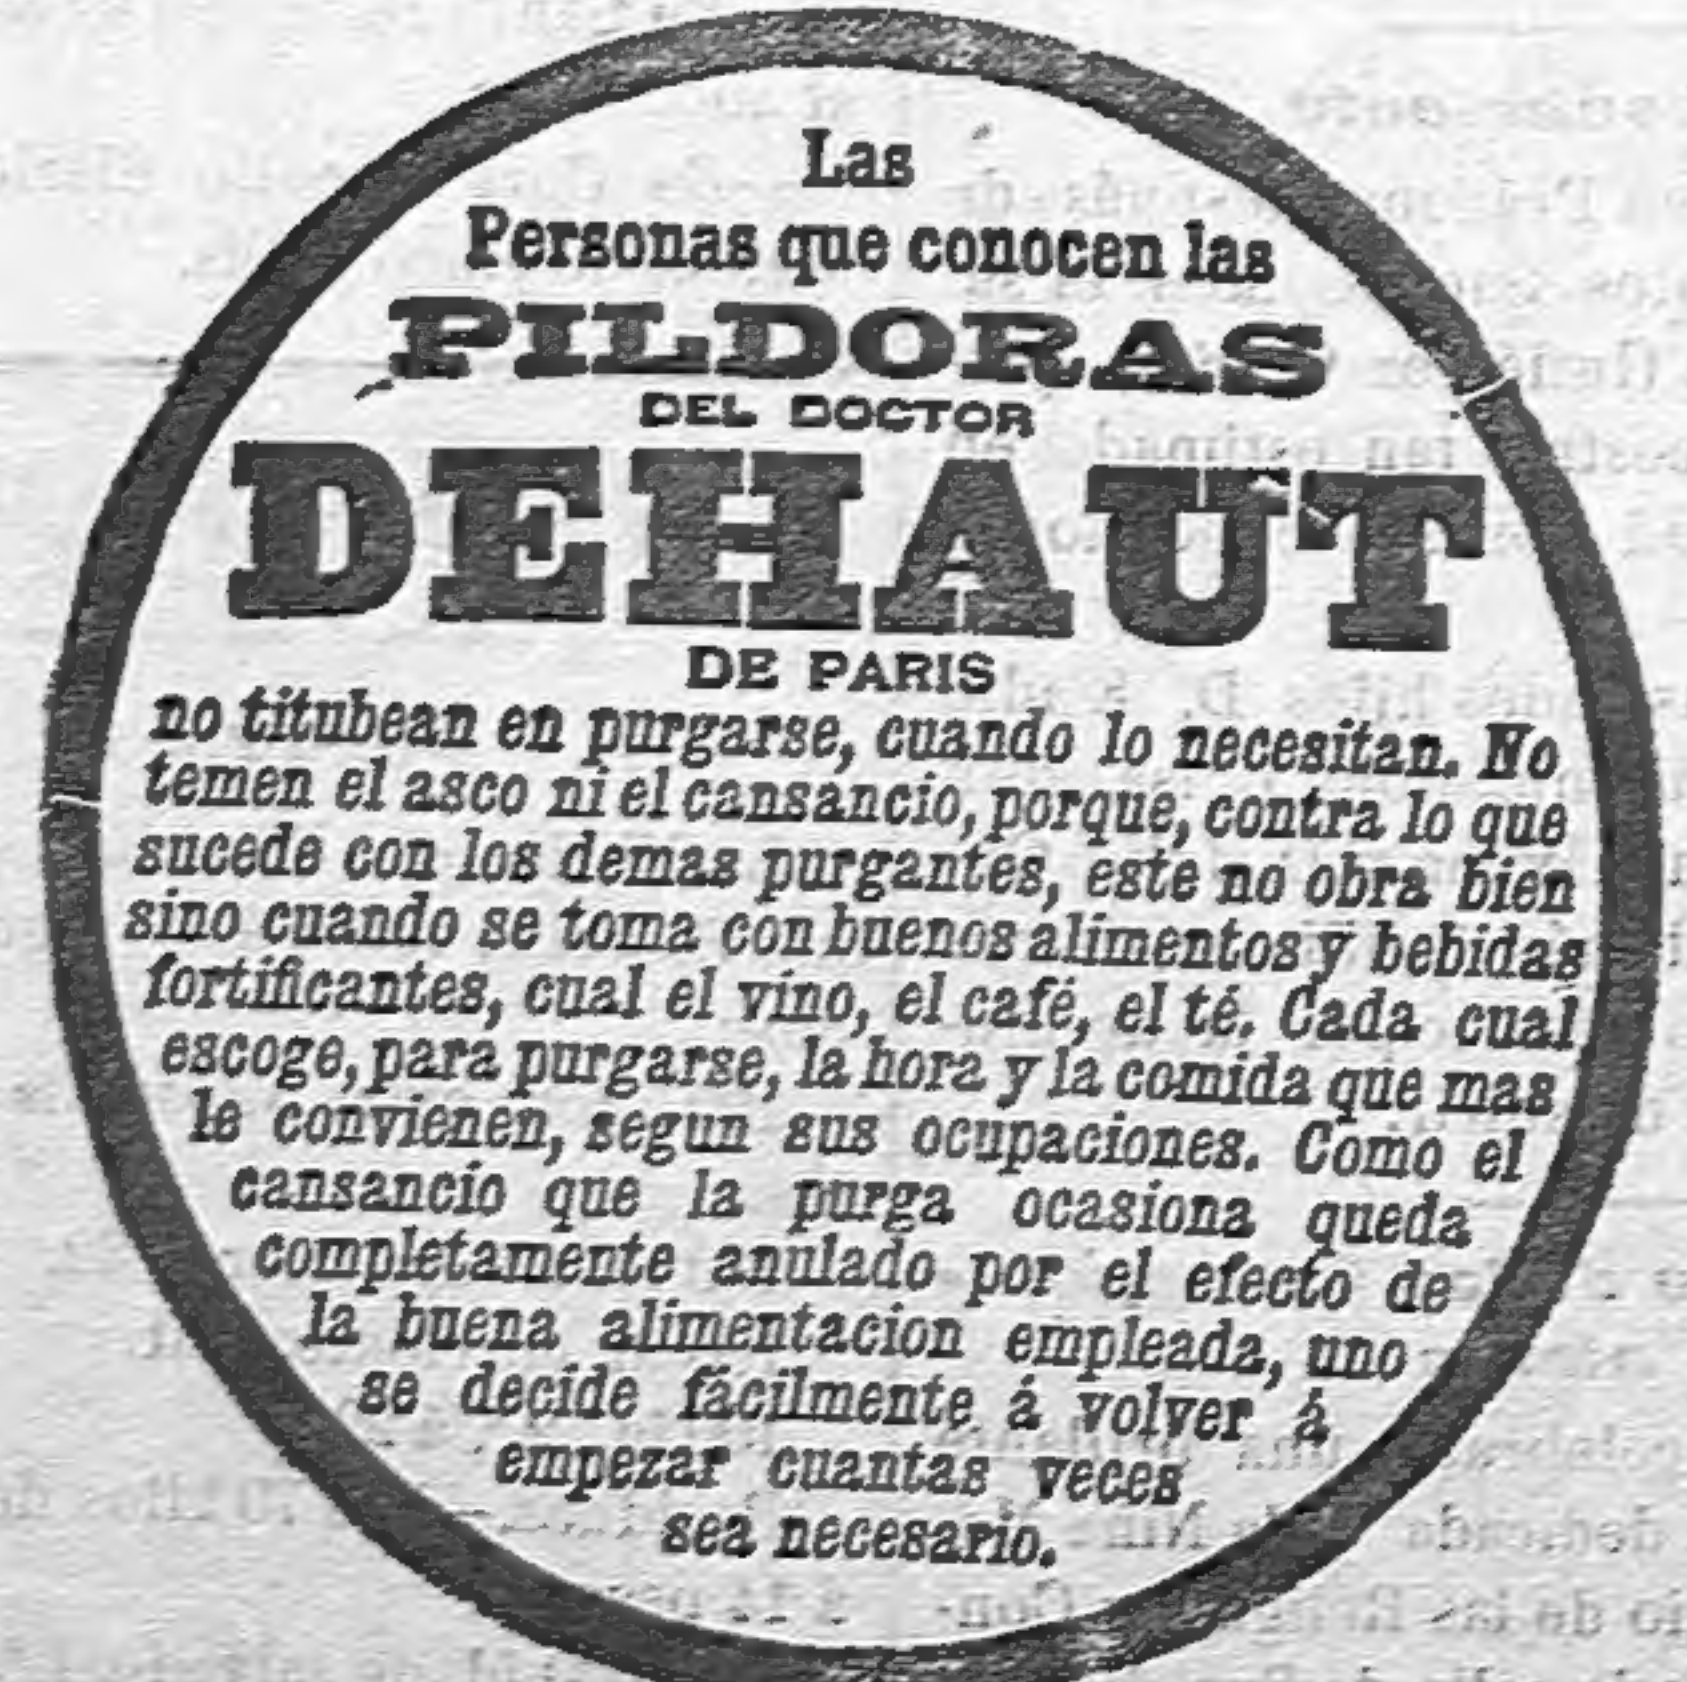 Las
Personas que conocen las
PILDORAS
DEL DOCTOR
DEHAUT
DE PARIS
no titubean en purgarse, cuando lo necesitan. No
temen el asco ni el cansancio, porque, contra lo que
sucede con los demas purgantes, este no obra bien
sino cuando se toma con buenos alimentos y bebidas
fortificantes, cual el vino, el café, el té. Cada cual
escoge, para purgarse, la hora y la comida que mas
le convienen, segun sus ocupaciones. Como el
cansancio que la purga ocasiona queda
completamente anulado por el efecto de
la buena alimentacion empleada, uno
se decide fácilmente á volver á
empezar cuantas veces
sea necesario.